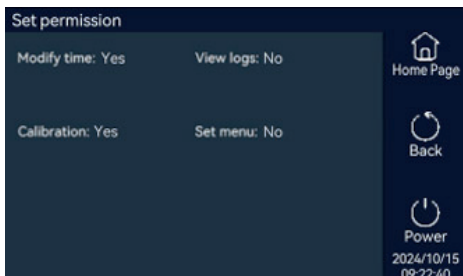 Set permission
Modify time: Yes
View logs: No
Home Page
Calibration: Yes
Set menu: No
Back
Power
2024/10/15
09:22:40